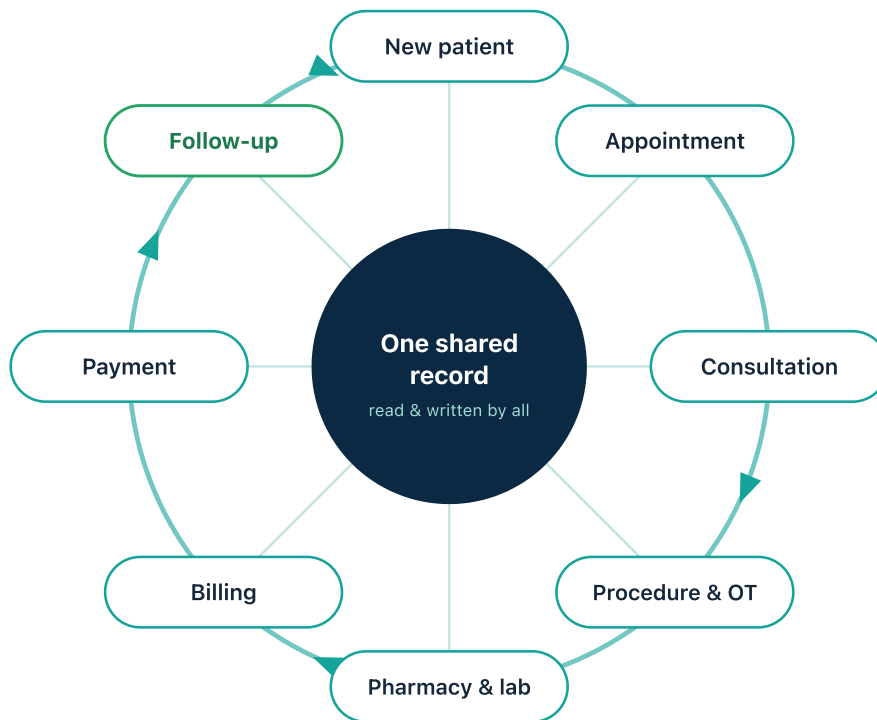 New patient
Follow-up
Appointment
One shared
record
read & written by all
Payment
Consultation
Billing
Procedure & OT
Pharmacy & lab